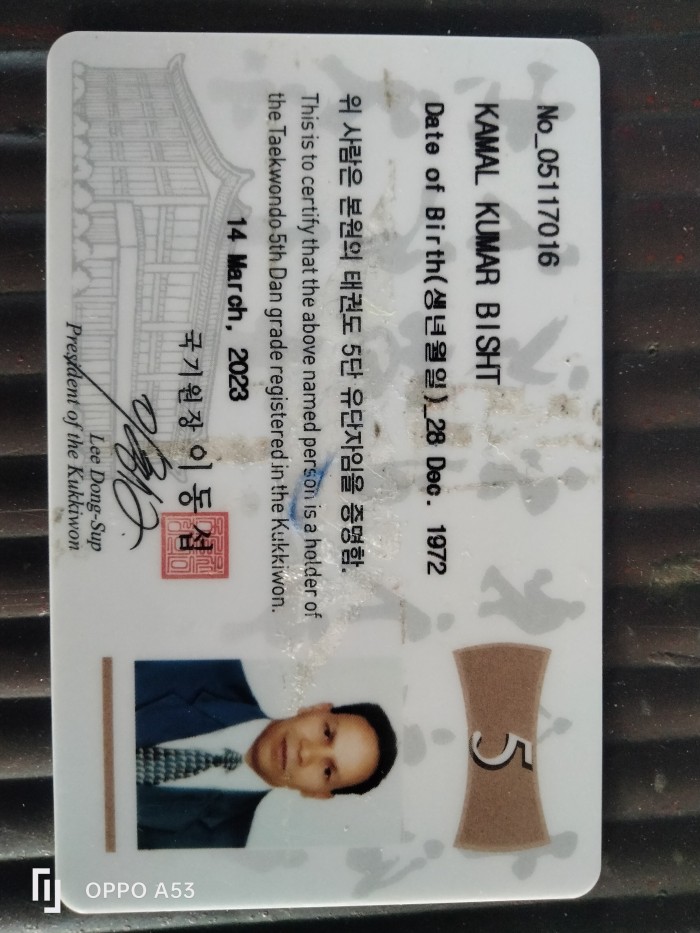 No_05117016
KAMAL KUMAR BISHT
Date of Birth(생년월일)_28 Dec. 1972
위 사람은 본원의 태권도 5단 유단자임을 증명함.
This is to certify that the above named person is a holder of
the Taekwondo 5th Dan grade registered in the Kukkiwon.
14 March, 2023
국기원장 이동섭
Lee Dong-Sup
President of the Kukkiwon
5
OPPO A53